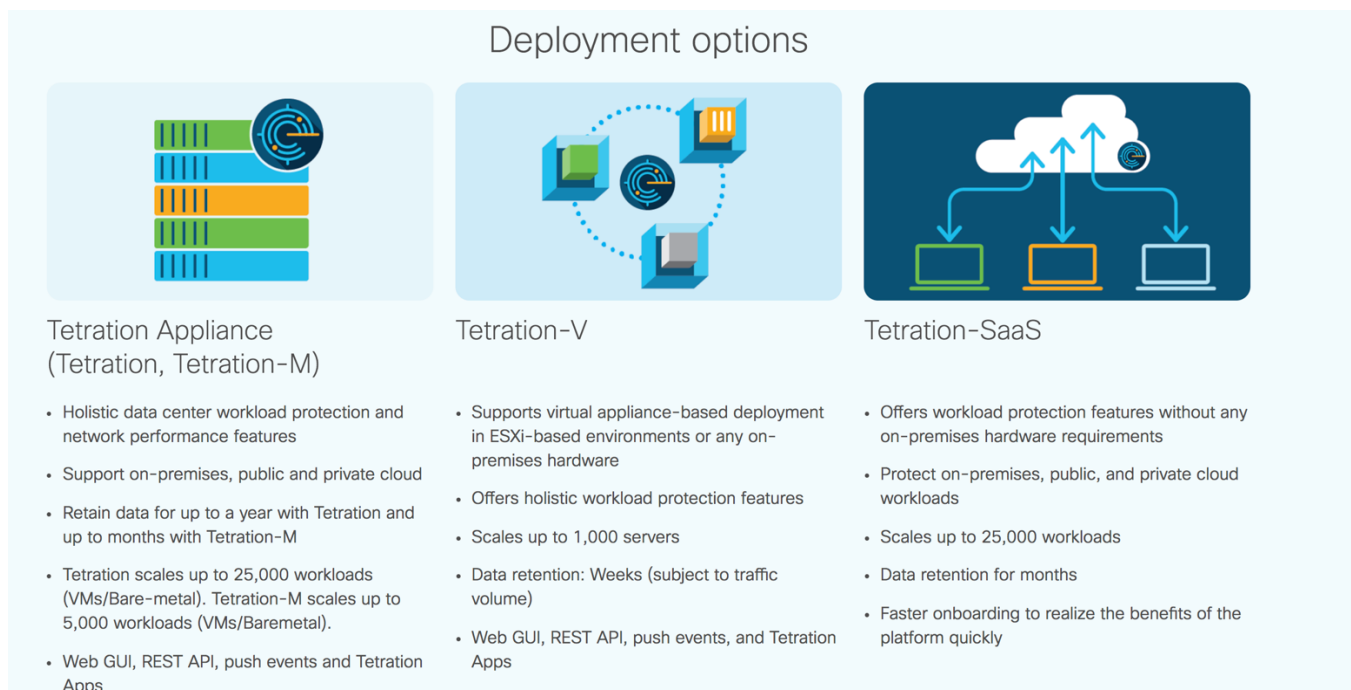 Deployment options
Tetration Appliance
(Tetration, Tetration-M)
• Holistic data center workload protection and
network performance features
• Support on-premises, public and private cloud
• Retain data for up to a year with Tetration and
up to months with Tetration-M
• Tetration scales up to 25,000 workloads
(VMs/Bare-metal). Tetration-M scales up to
5,000 workloads (VMs/Baremetal).
• Web GUI, REST API, push events and Tetration
Apps
Tetration-V
• Supports virtual appliance-based deployment
in ESXi-based environments or any on-
premises hardware
• Offers holistic workload protection features
• Scales up to 1,000 servers
• Data retention: Weeks (subject to traffic
volume)
• Web GUI, REST API, push events, and Tetration
Apps
Tetration-SaaS
• Offers workload protection features without any
on-premises hardware requirements
• Protect on-premises, public, and private cloud
workloads
• Scales up to 25,000 workloads
• Data retention for months
• Faster onboarding to realize the benefits of the
platform quickly